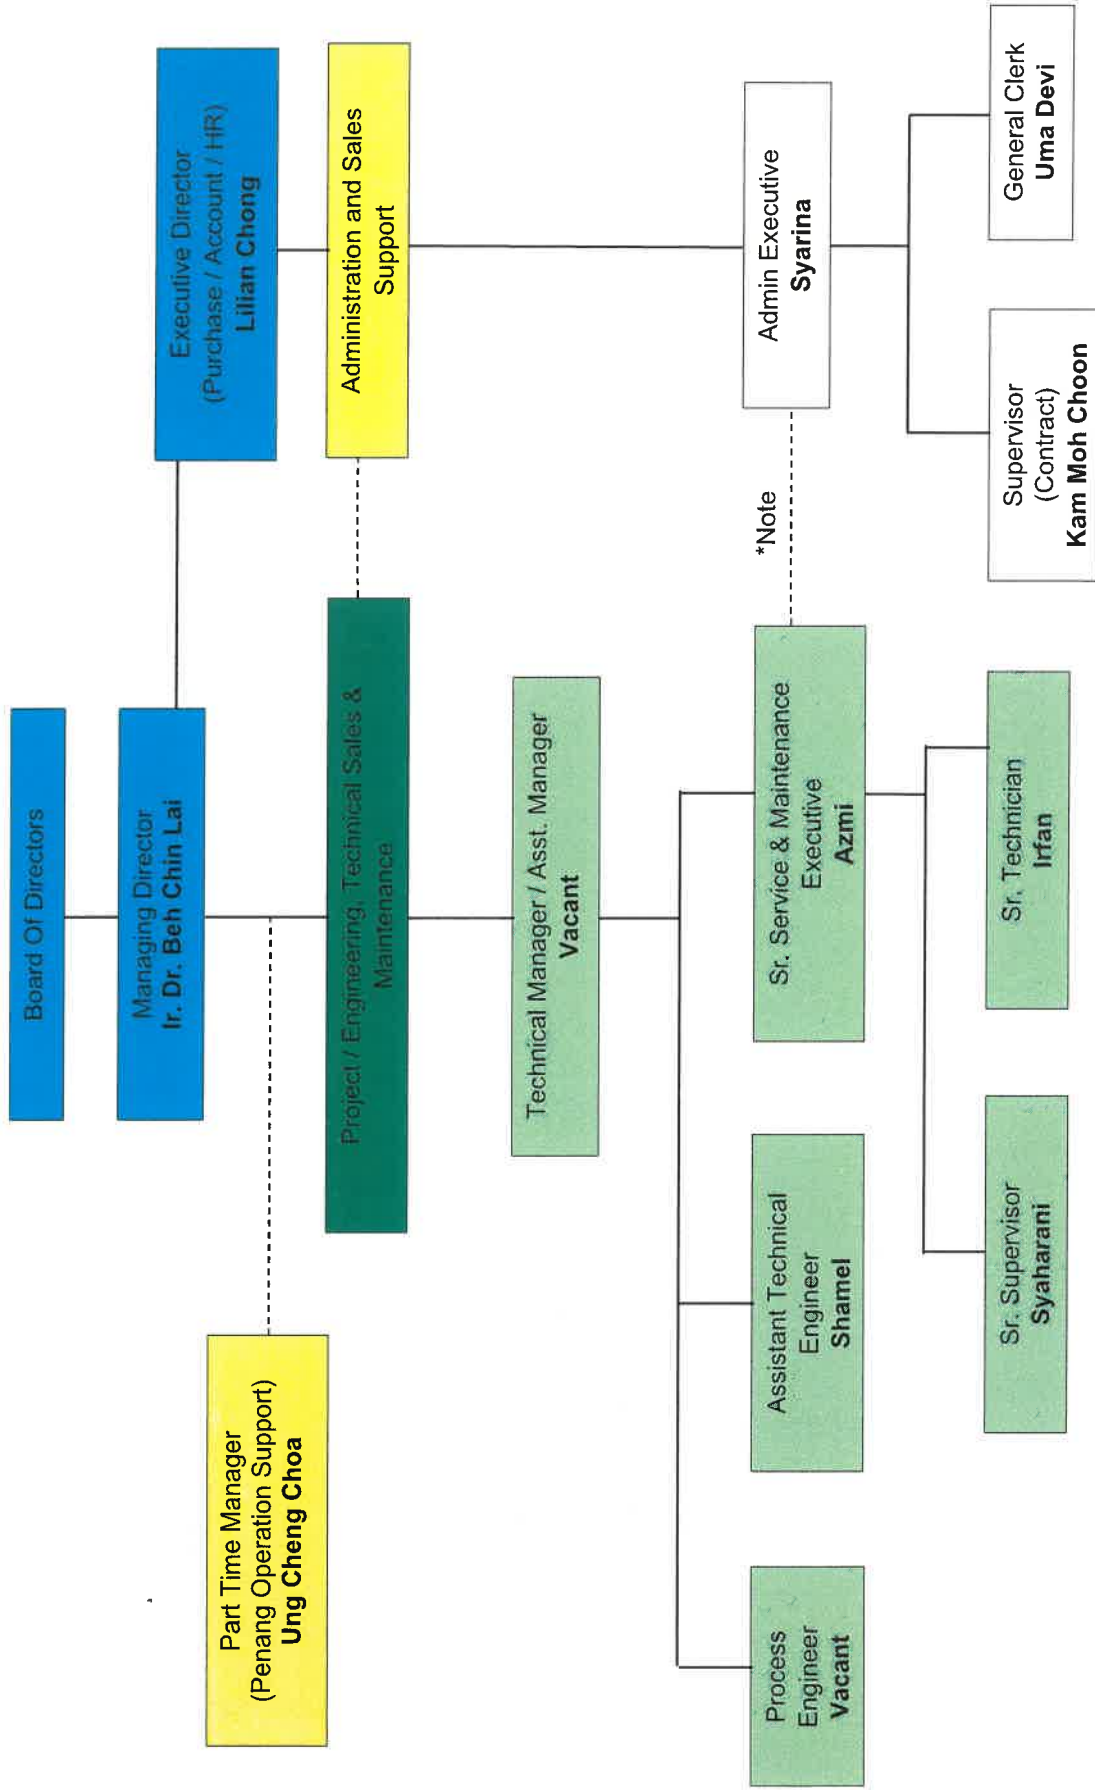 Board Of Directors
Managing Director
Ir. Dr. Beh Chin Lai
Executive Director
(Purchase / Account / HR)
Lilian Chong
Part Time Manager
(Penang Operation Support)
Ung Cheng Choa
Project / Engineering, Technical Sales &
Maintenance
Administration and Sales
Support
Technical Manager / Asst. Manager
Vacant
Process
Engineer
Vacant
Assistant Technical
Engineer
Shamel
Sr. Service & Maintenance
Executive
Azmi
*Note
Admin Executive
Syarina
Sr. Supervisor
Syaharani
Sr. Technician
Irfan
Supervisor
(Contract)
Kam Moh Choon
General Clerk
Uma Devi